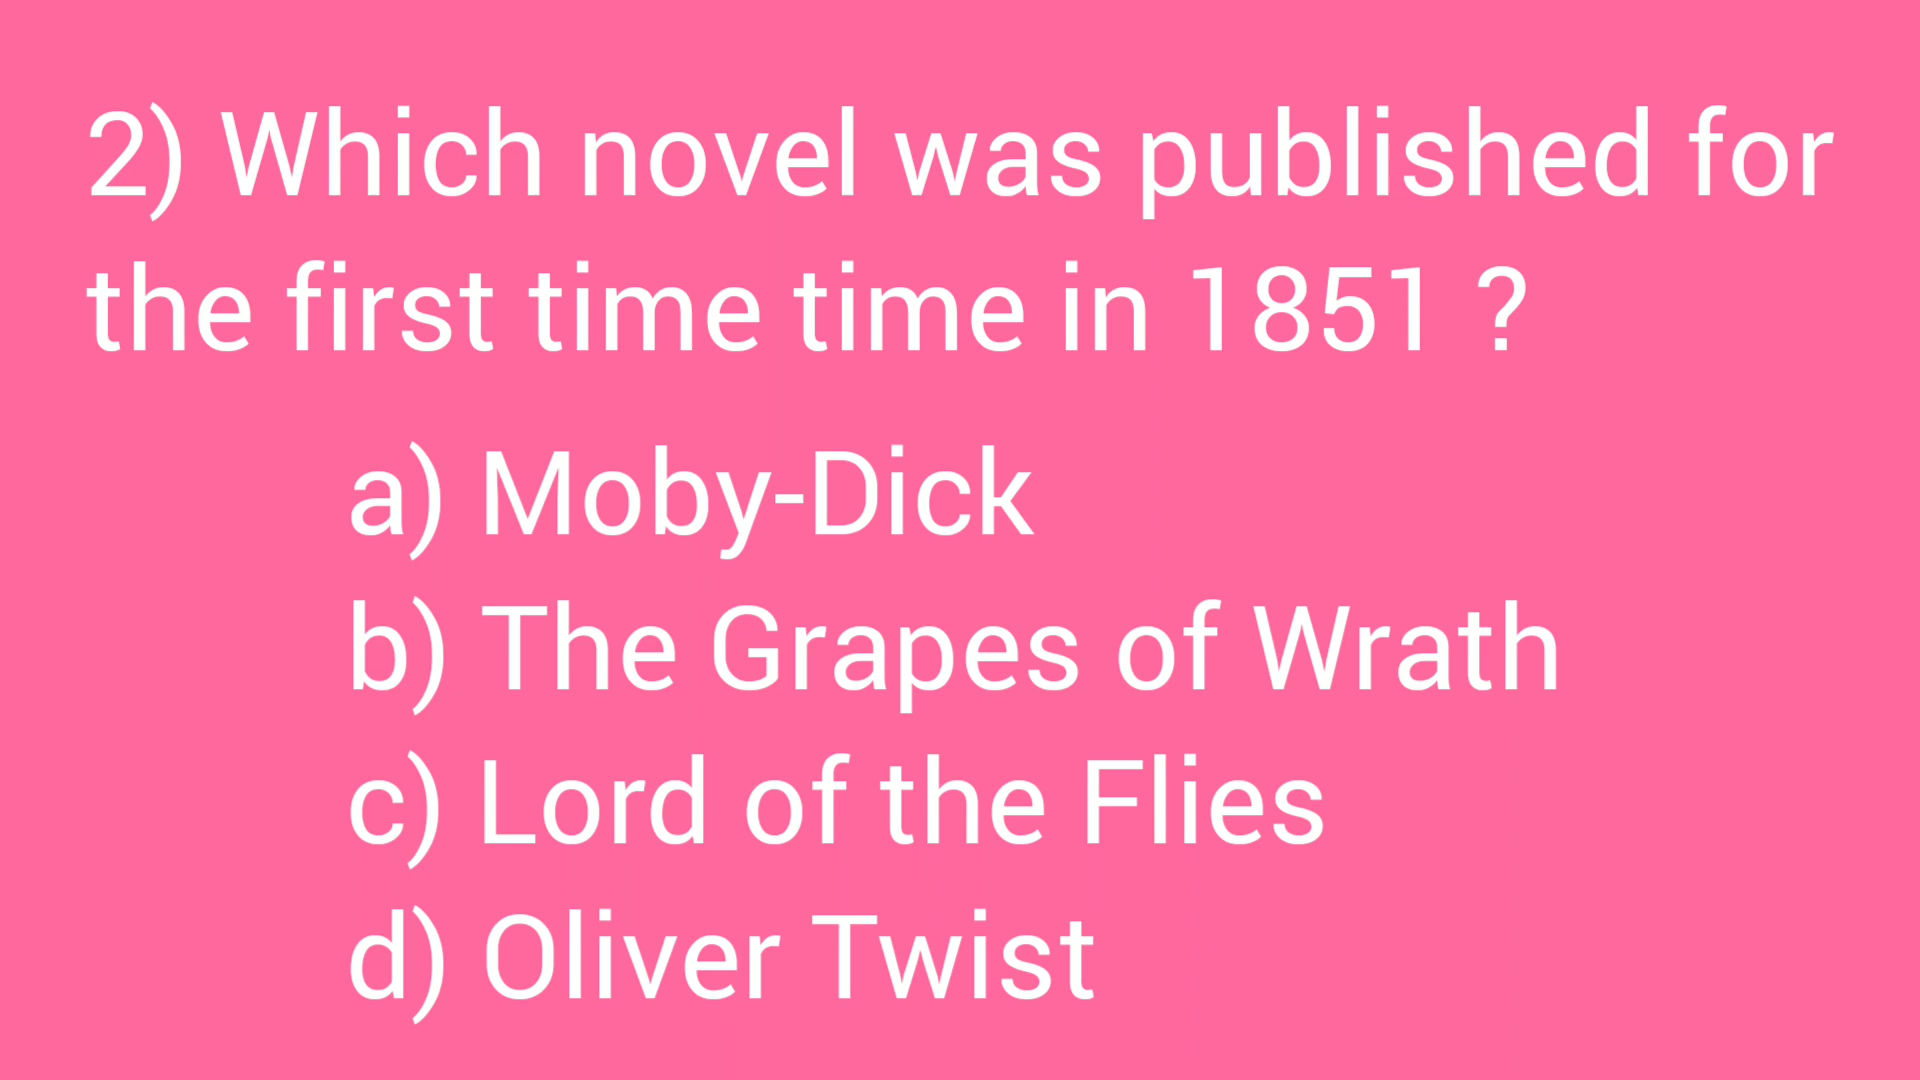 2) Which novel was published for
the first time time in 1851 ?
a) Moby-Dick
b) The Grapes of Wrath
c) Lord of the Flies
d) Oliver Twist